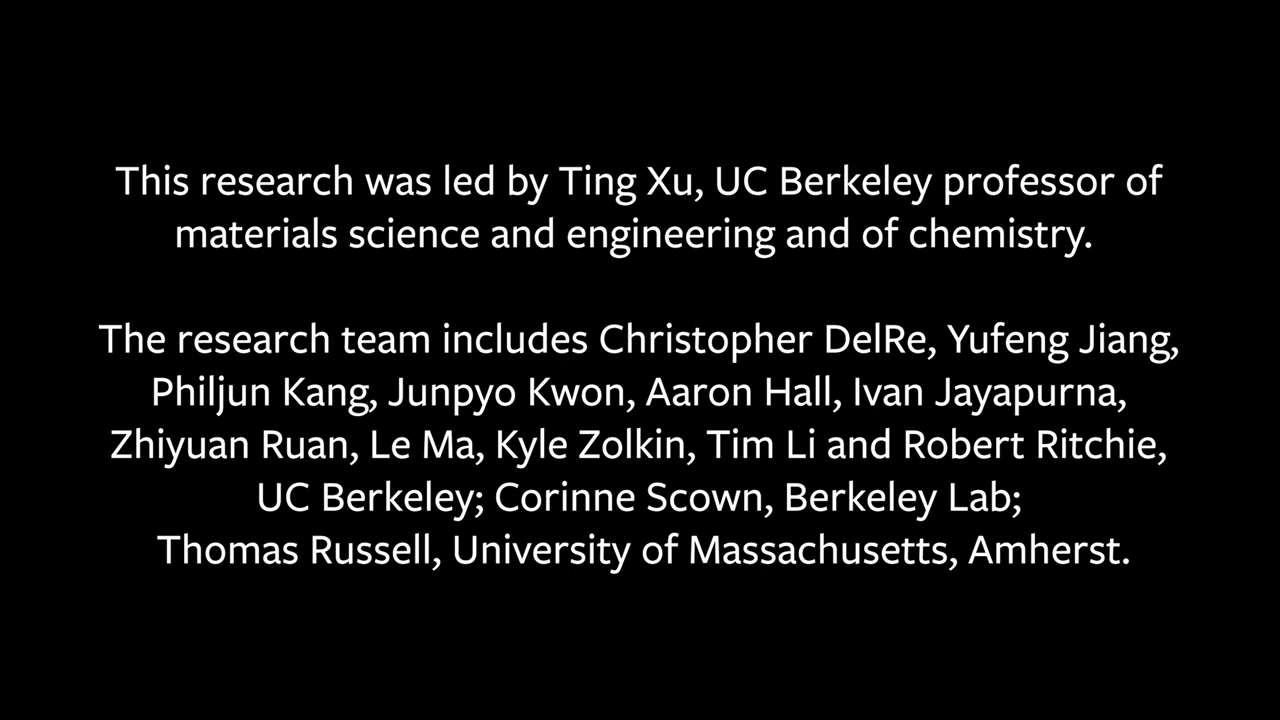 This research was led by Ting Xu, UC Berkeley professor of
materials science and engineering and of chemistry.
The research team includes Christopher DelRe, Yufeng Jiang,
Philjun Kang, Junpyo Kwon, Aaron Hall, Ivan Jayapurna,
Zhiyuan Ruan, Le Ma, Kyle Zolkin, Tim Li and Robert Ritchie,
UC Berkeley; Corinne Scown, Berkeley Lab;
Thomas Russell, University of Massachusetts, Amherst.